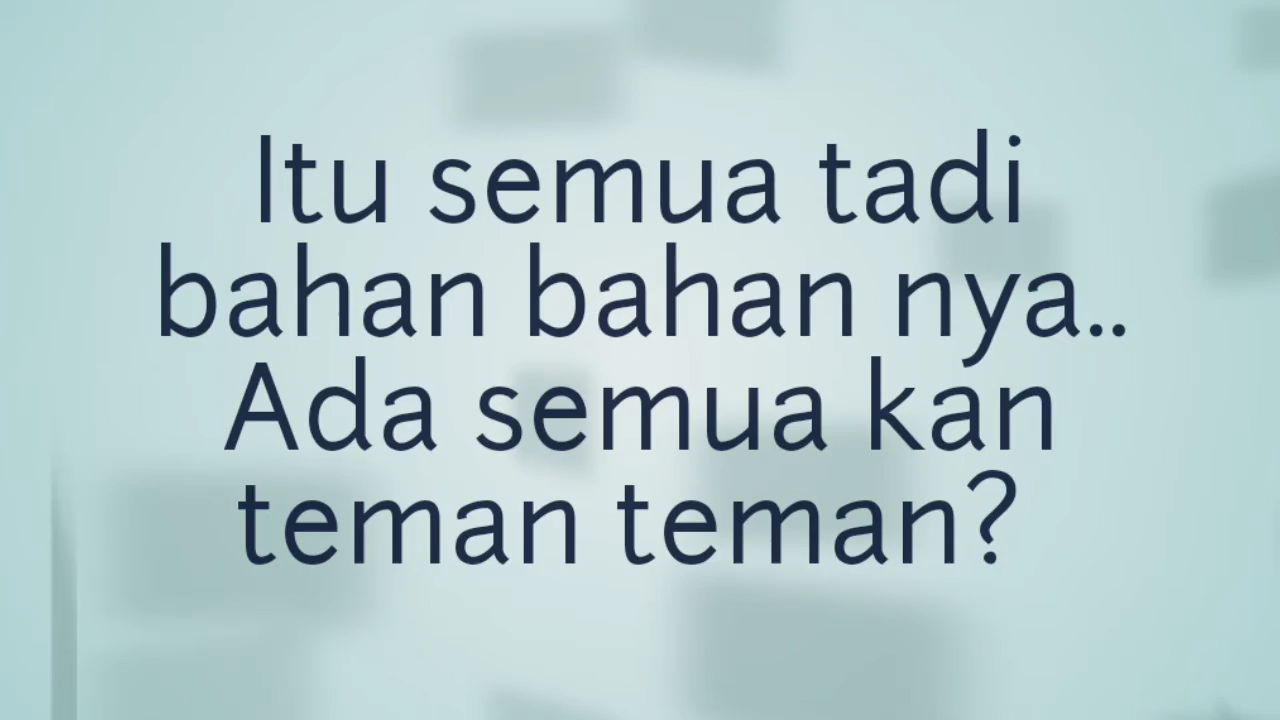 Itu semua tadi
bahan bahan nya..
Ada semua kan
teman teman?